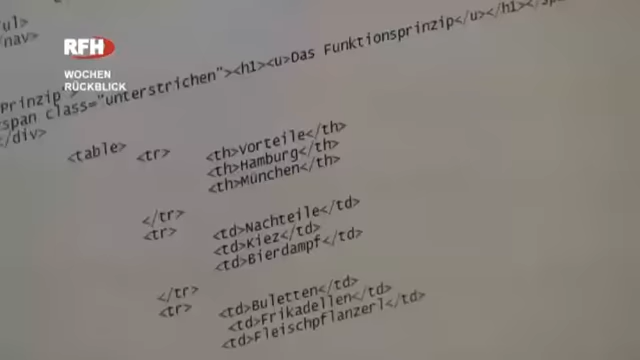 ul>
/nav>
RFH
WOCHEN
RÜCKBLICK
Prinzip">
span class="unterstrichen"><h1><u>Das Funktionsprinzip</u></h1></span
</div>
<table> <tr> <th>Vorteile</th>
<th>Hamburg</th>
<th>München</th>
</tr>
<tr> <td>Nachteile</td>
<td>Kiez</td>
<td>Bierdampf</td>
</tr>
<tr> <td>Buletten</td>
<td>Frikadellen</td>
<td>Fleischpflanzerl</td>